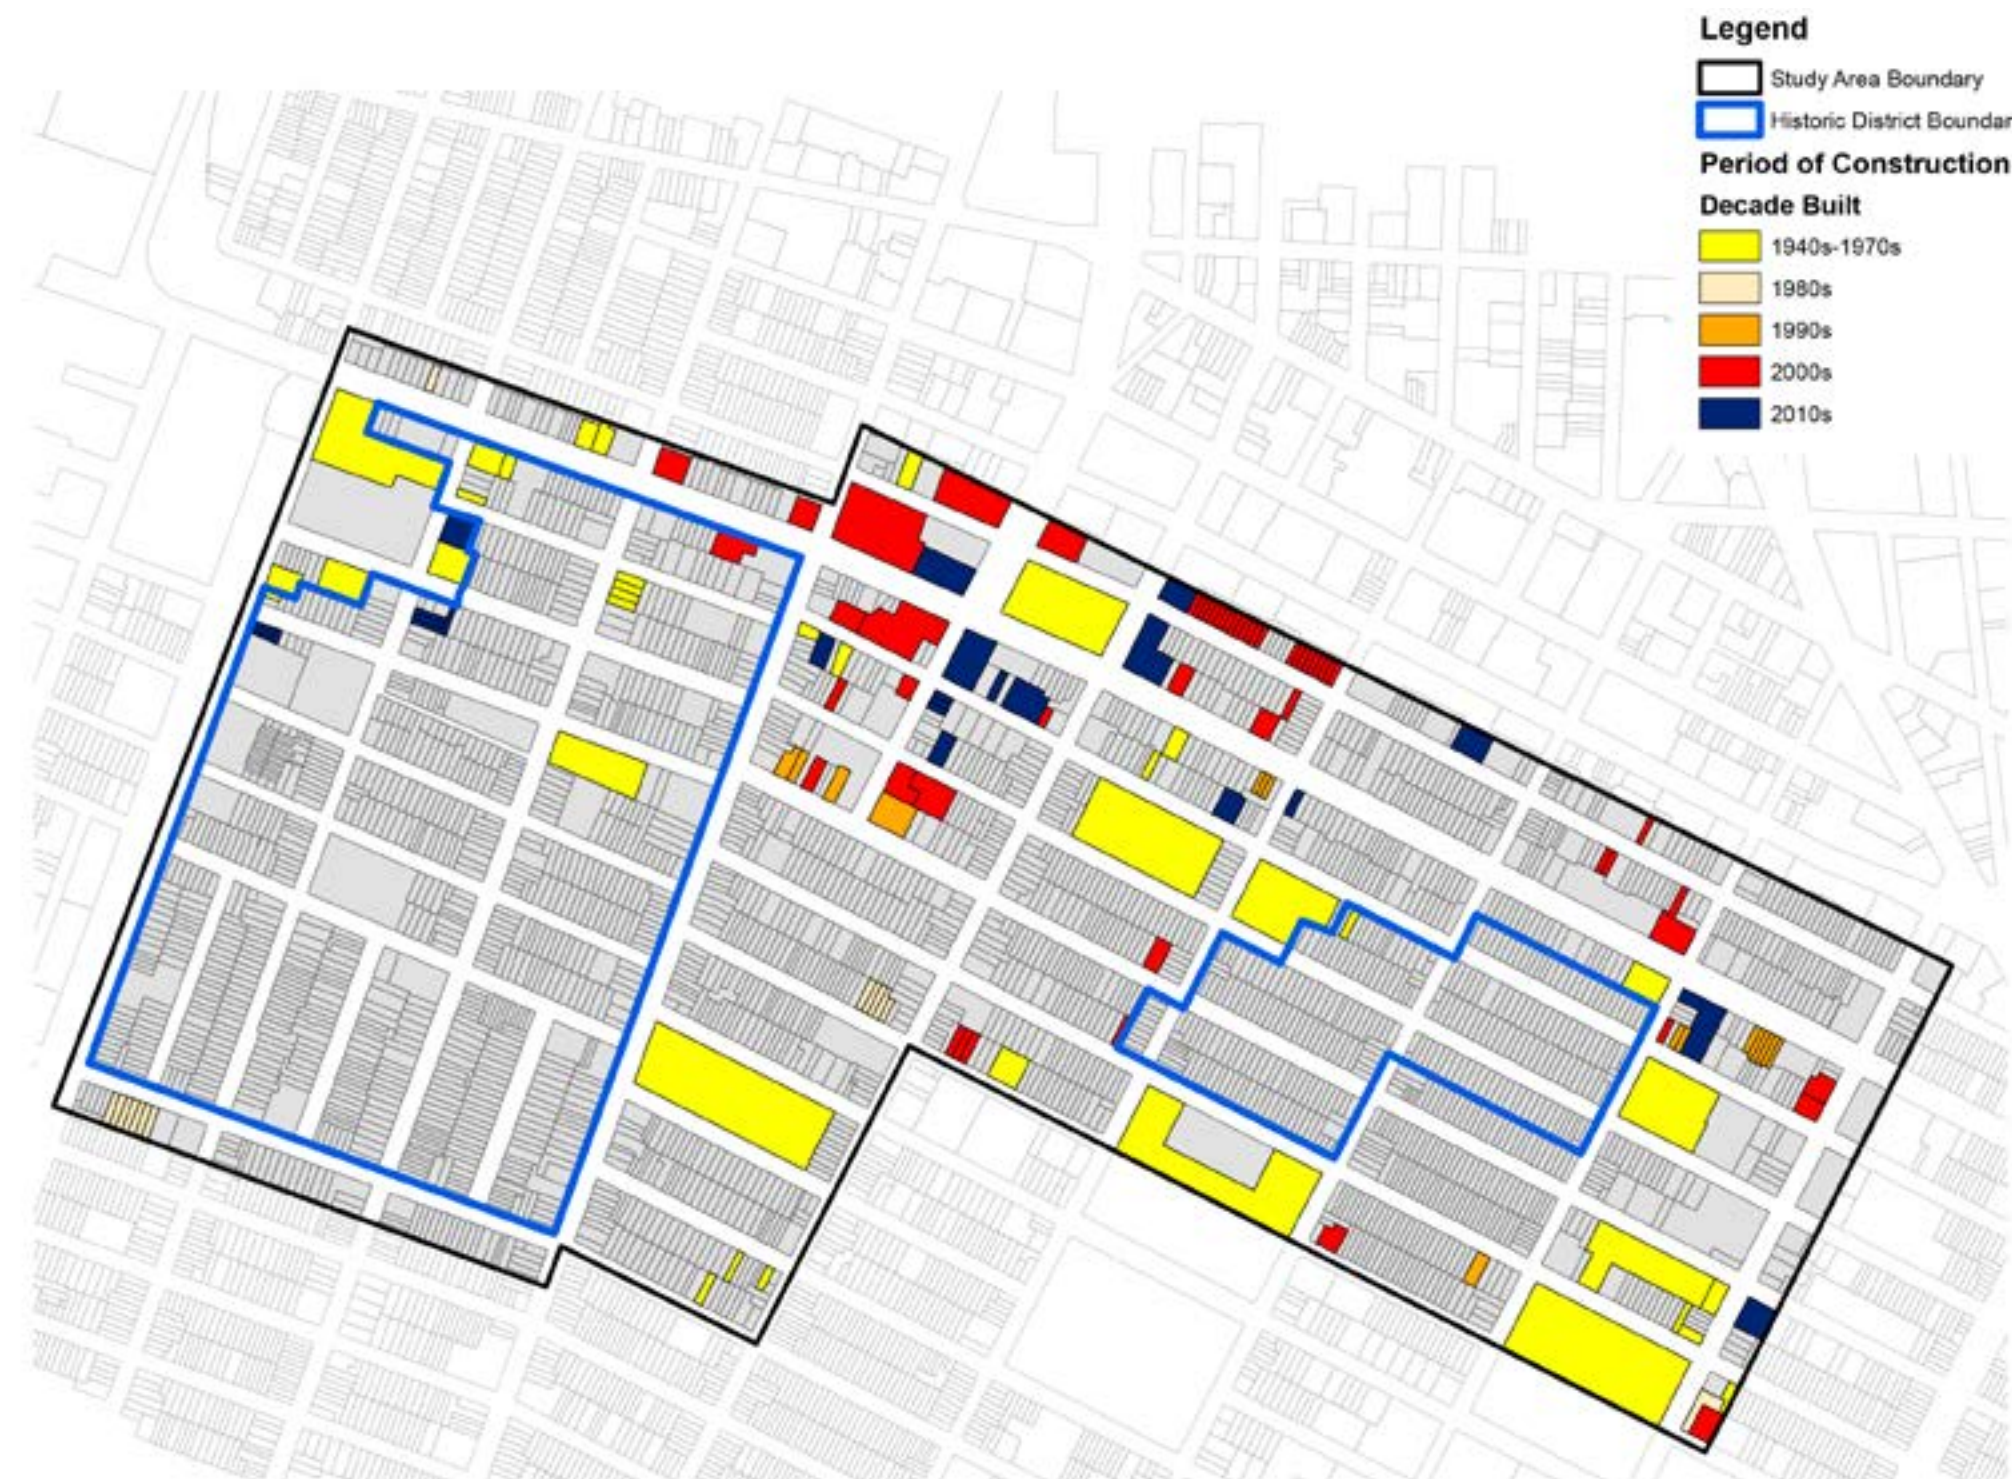 Legend
Study Area Boundary
Historic District Boundar
Period of Construction
Decade Built
1940s-1970s
1980s
1990s
2000s
2010s